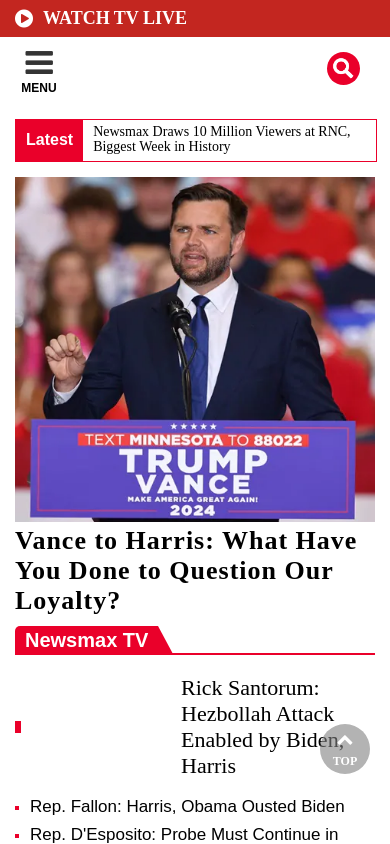 WATCH TV LIVE
MENU
Latest
Newsmax Draws 10 Million Viewers at RNC,
Biggest Week in History
TEXT MINNESOTA TO 88022
TRUMP
VANCE
MAKE AMERICA GREAT AGAIN!
2024
Vance to Harris: What Have
You Done to Question Our
Loyalty?
Newsmax TV
Rick Santorum:
Hezbollah Attack
Enabled by Biden,
Harris
TOP
Rep. Fallon: Harris, Obama Ousted Biden
Rep. D'Esposito: Probe Must Continue in